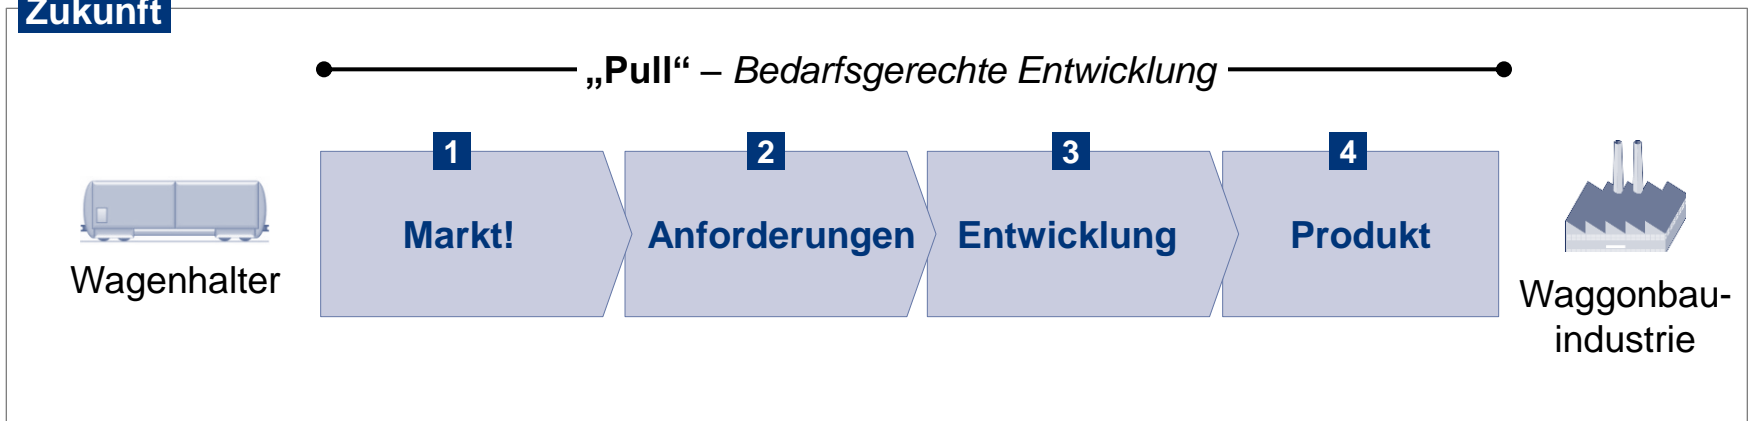 Zukunft
„Pull“ – Bedarfsgerechte Entwicklung
1
2
3
4
Markt!
Anforderungen
Entwicklung
Produkt
Wagenhalter
Waggonbau-
industrie